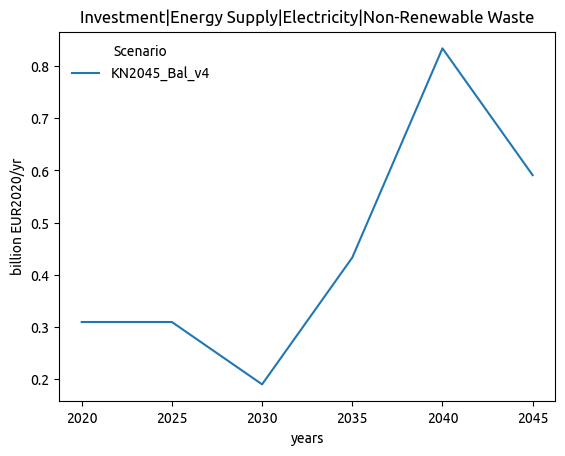 Investment|Energy Supply|Electricity|Non-Renewable Waste
Scenario
KN2045_Bal_v4
billion EUR2020/yr
0.8
0.7
0.6
0.5
0.4
0.3
0.2
2020 2025 2030 2035 2040 2045
years